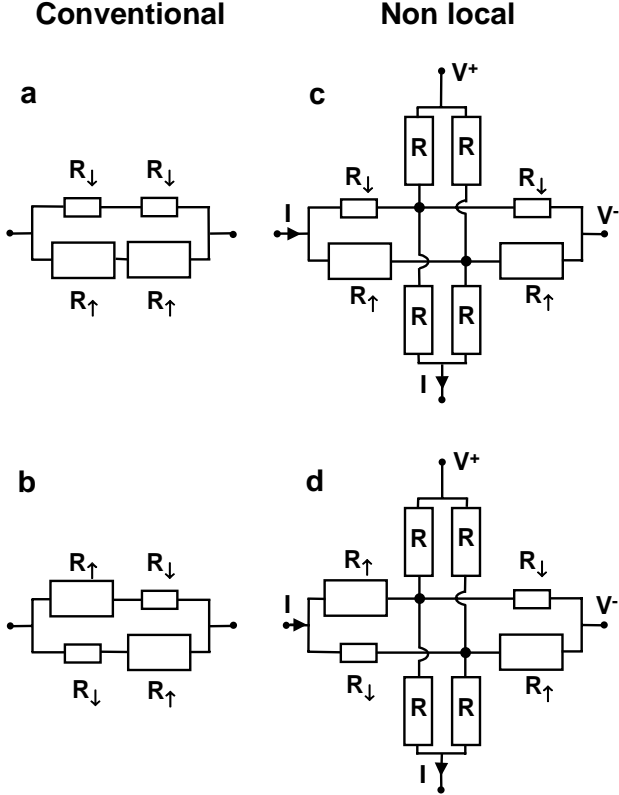 Conventional
Non local
a
R↓ R↓
R↑ R↑
c
V+
R R
I
R↓
R↓
V-
R↑
R↑
R R
I
b
R↑ R↓
R↓ R↑
d
V+
R R
I
R↑
R↓
V-
R↓
R↑
R R
I